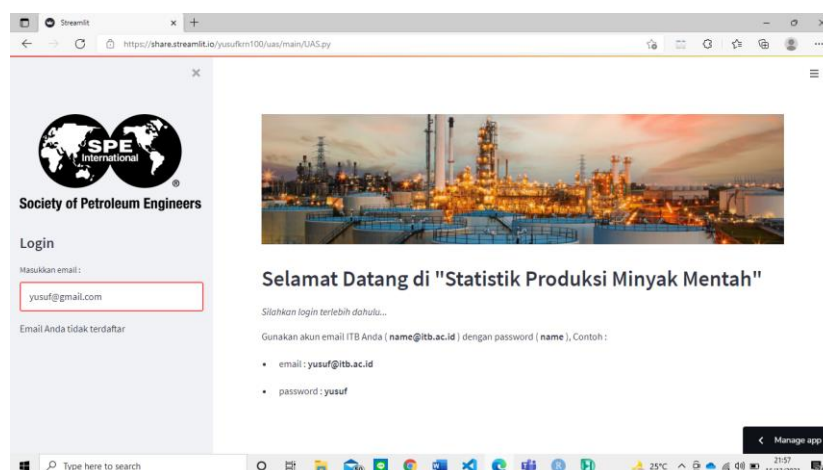 Streamlit
https://share.streamlit.io/yusufkrn100/uas/main/UAS.py
SPE
International
Society of Petroleum Engineers
Login
Masukkan email :
yusuf@gmail.com
Email Anda tidak terdaftar
Selamat Datang di "Statistik Produksi Minyak Mentah"
Silahkan login terlebih dahulu...
Gunakan akun email ITB Anda ( name@itb.ac.id ) dengan password ( name ), Contoh :
email : yusuf@itb.ac.id
password : yusuf
Manage app
Type here to search
25°C
21:57